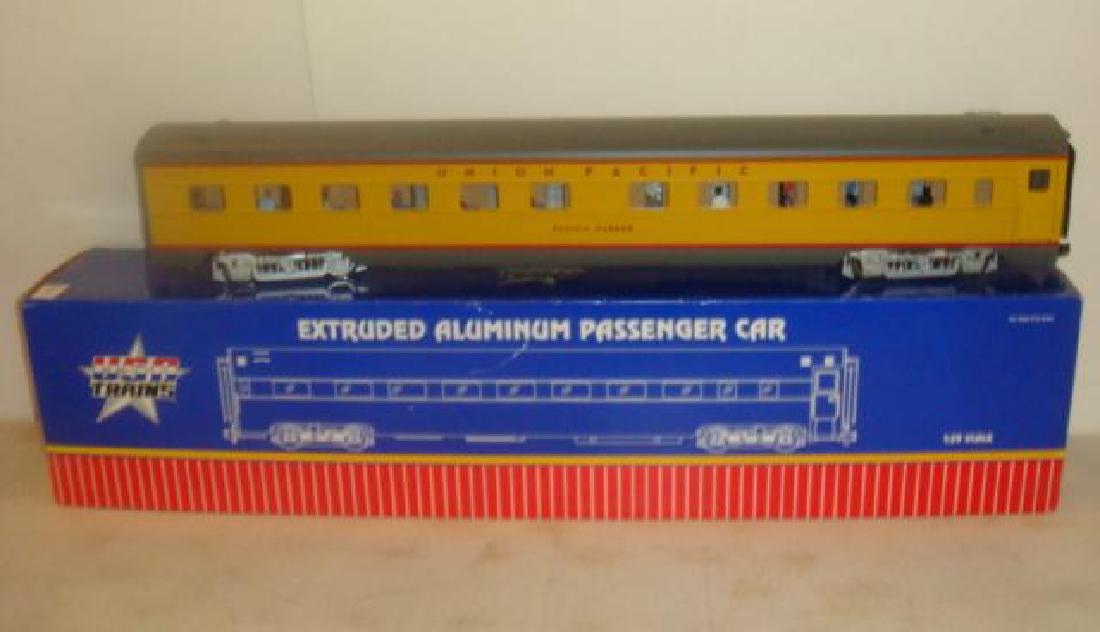 UNION PACIFIC
EXTRUDED ALUMINUM PASSENGER CAR
USA
TRAINS
1:29 SCALE